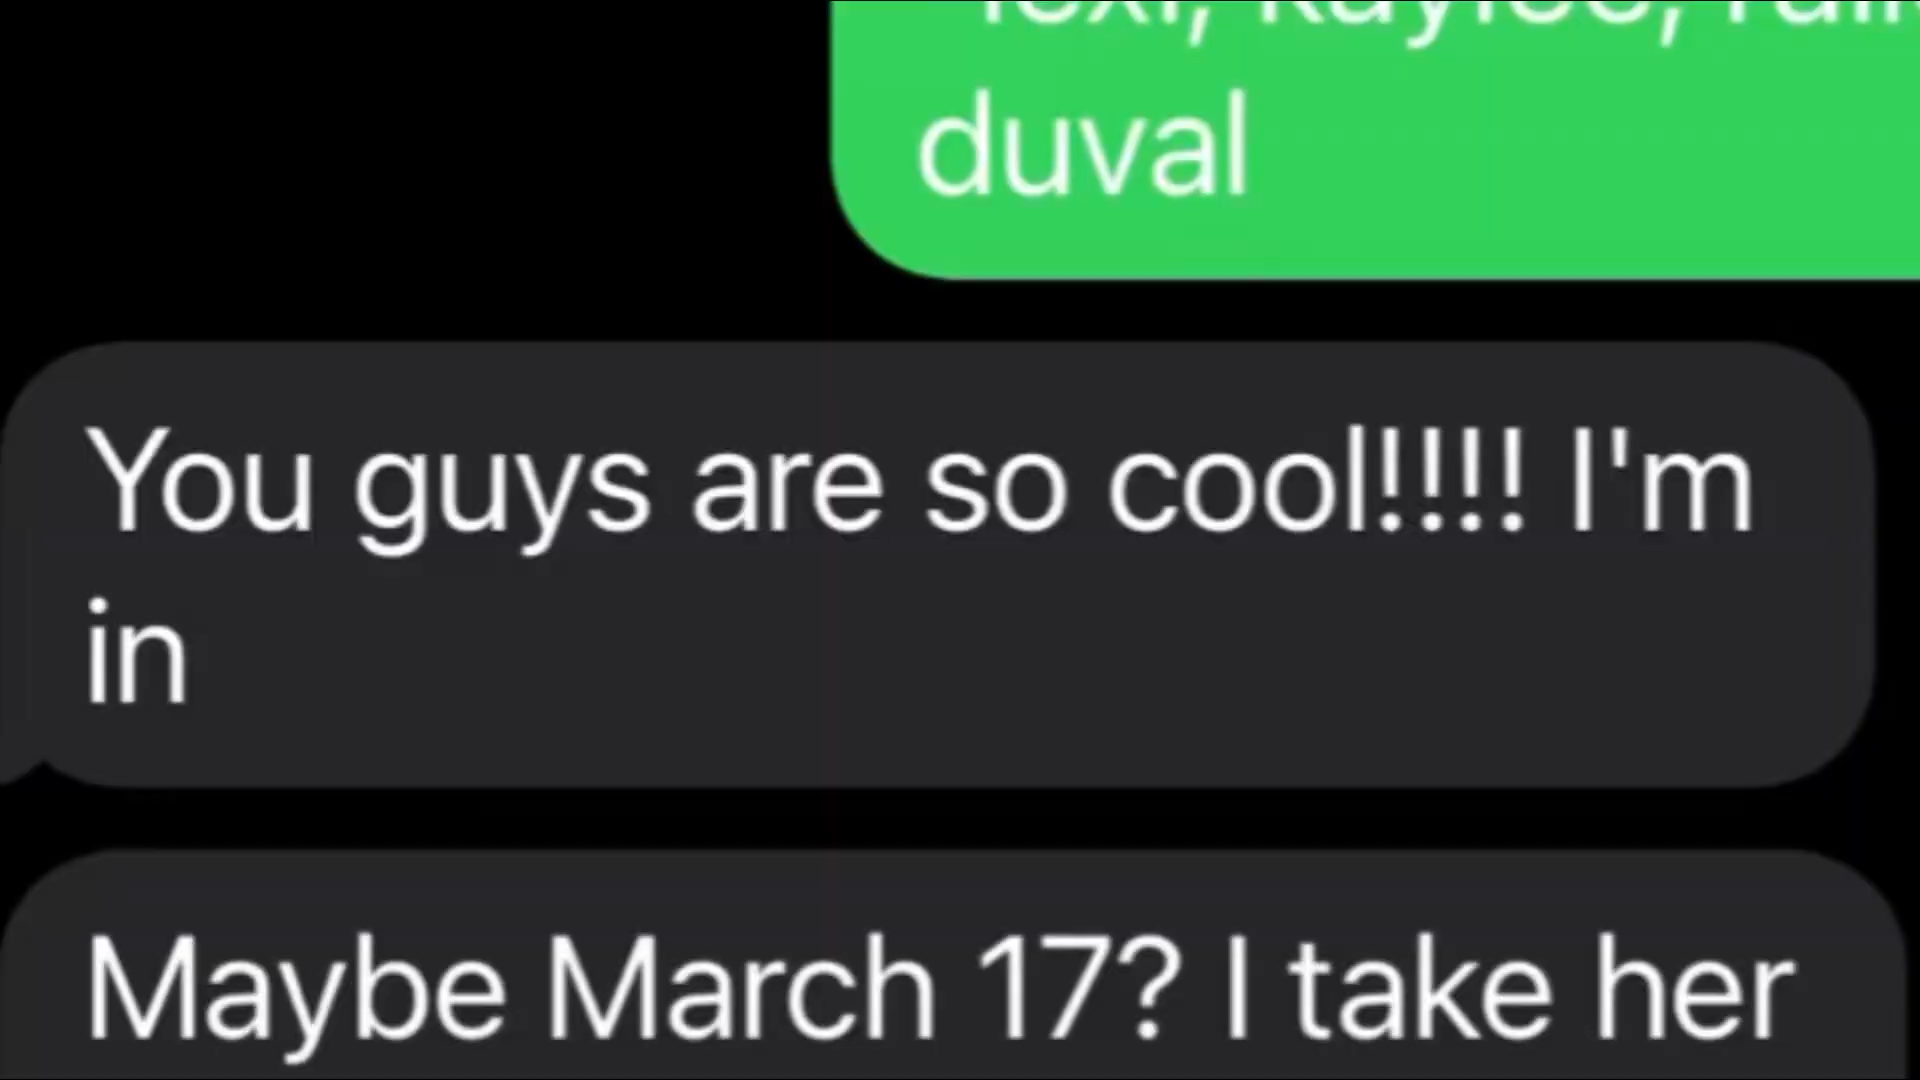 duval
You guys are so cool!!!! I'm
in
Maybe March 17? I take her